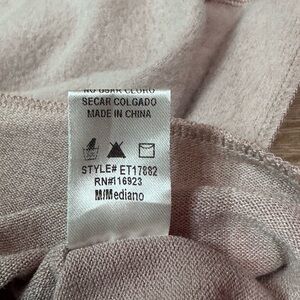 NO USAR CLORO
SECAR COLGADO
MADE IN CHINA
STYLE# ET17882
RN#116923
M/Mediano